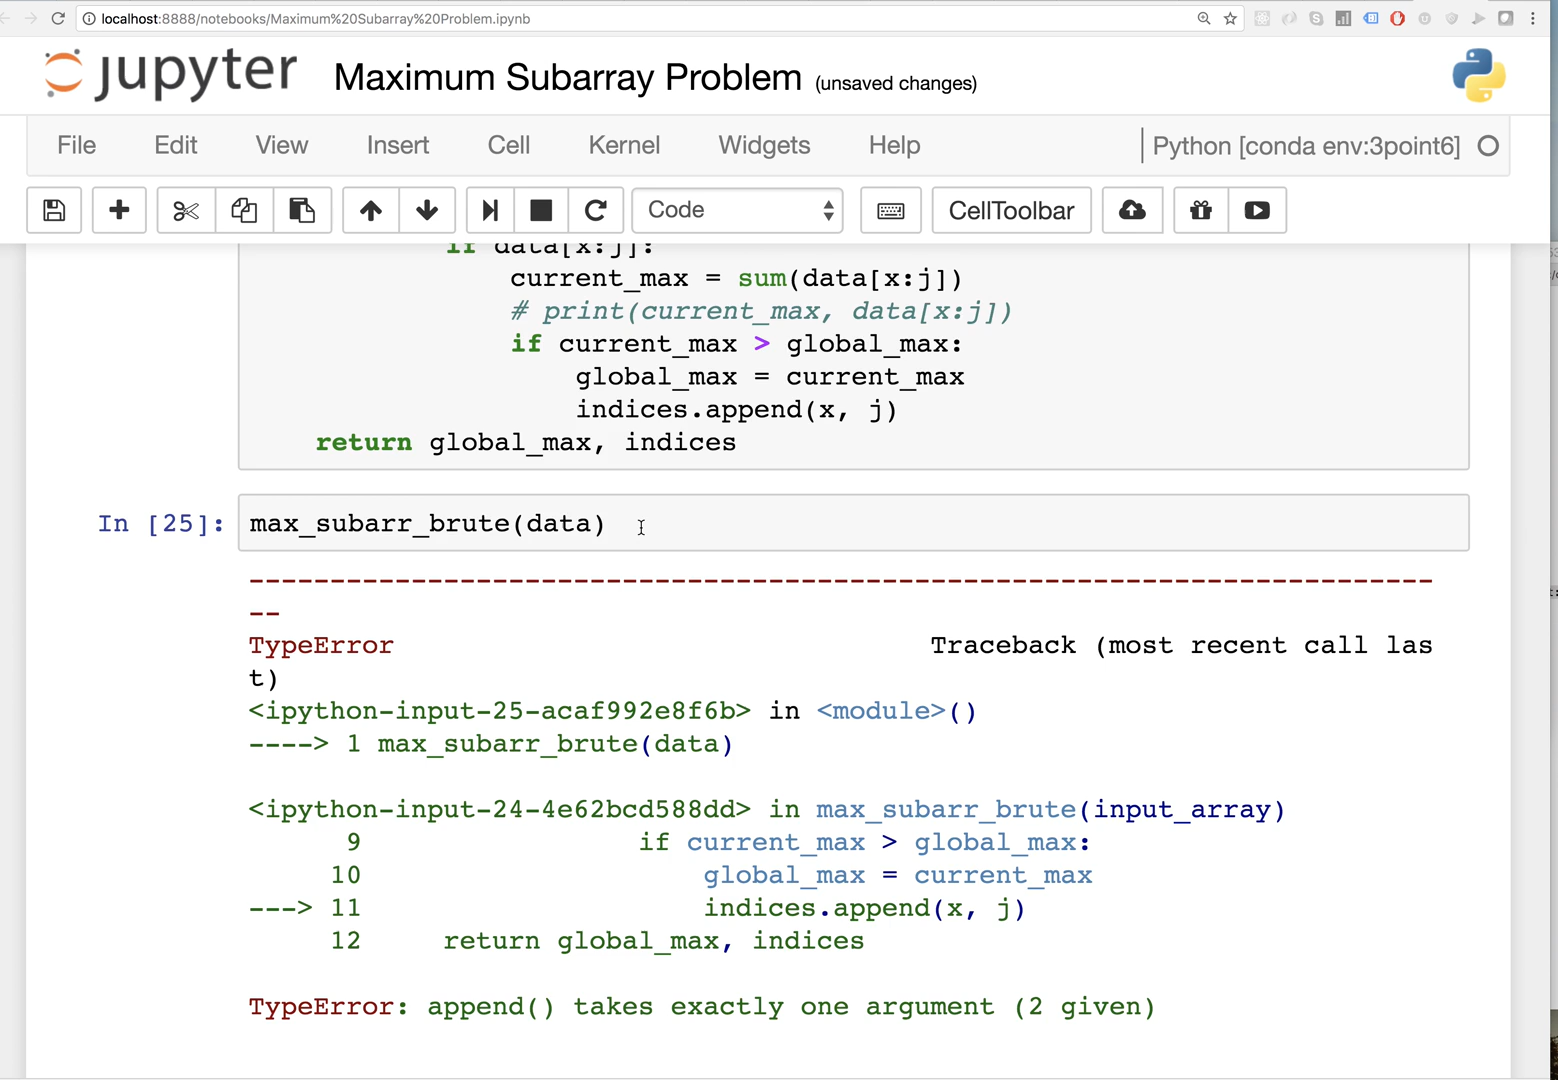 localhost:8888/notebooks/Maximum%20Subarray%20Problem.ipynb
jupyter Maximum Subarray Problem (unsaved changes)
File Edit View Insert Cell Kernel Widgets Help Python [conda env:3point6]
Code CellToolbar
if data[x:j]:
current_max = sum(data[x:j])
# print(current_max, data[x:j])
if current_max > global_max:
global_max = current_max
indices.append(x, j)
return global_max, indices
In [25]: max_subarr_brute(data)
-------------------------------------------------------------------------
--
TypeError Traceback (most recent call las
t)
<ipython-input-25-acaf992e8f6b> in <module>()
----> 1 max_subarr_brute(data)
<ipython-input-24-4e62bcd588dd> in max_subarr_brute(input_array)
9 if current_max > global_max:
10 global_max = current_max
---> 11 indices.append(x, j)
12 return global_max, indices
TypeError: append() takes exactly one argument (2 given)